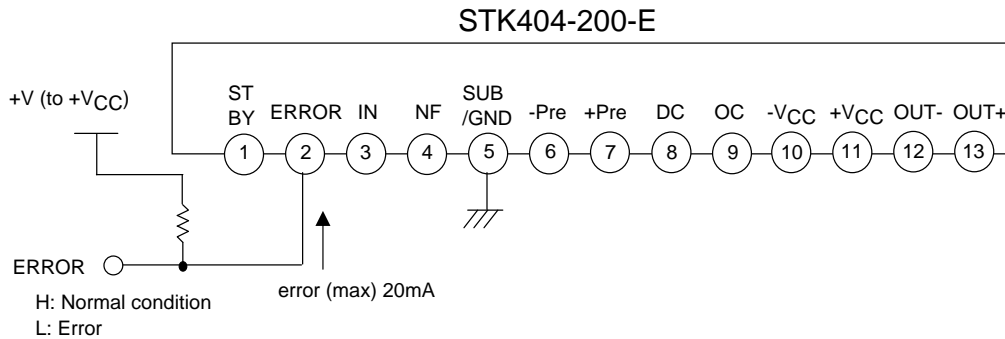 STK404-200-E
+V (to +VCC)
ST
BY
ERROR
IN
NF
SUB
/GND
-Pre
+Pre
DC
OC
-VCC
+VCC
OUT-
OUT+
1
2
3
4
5
6
7
8
9
10
11
12
13
ERROR
error (max) 20mA
H: Normal condition
L: Error